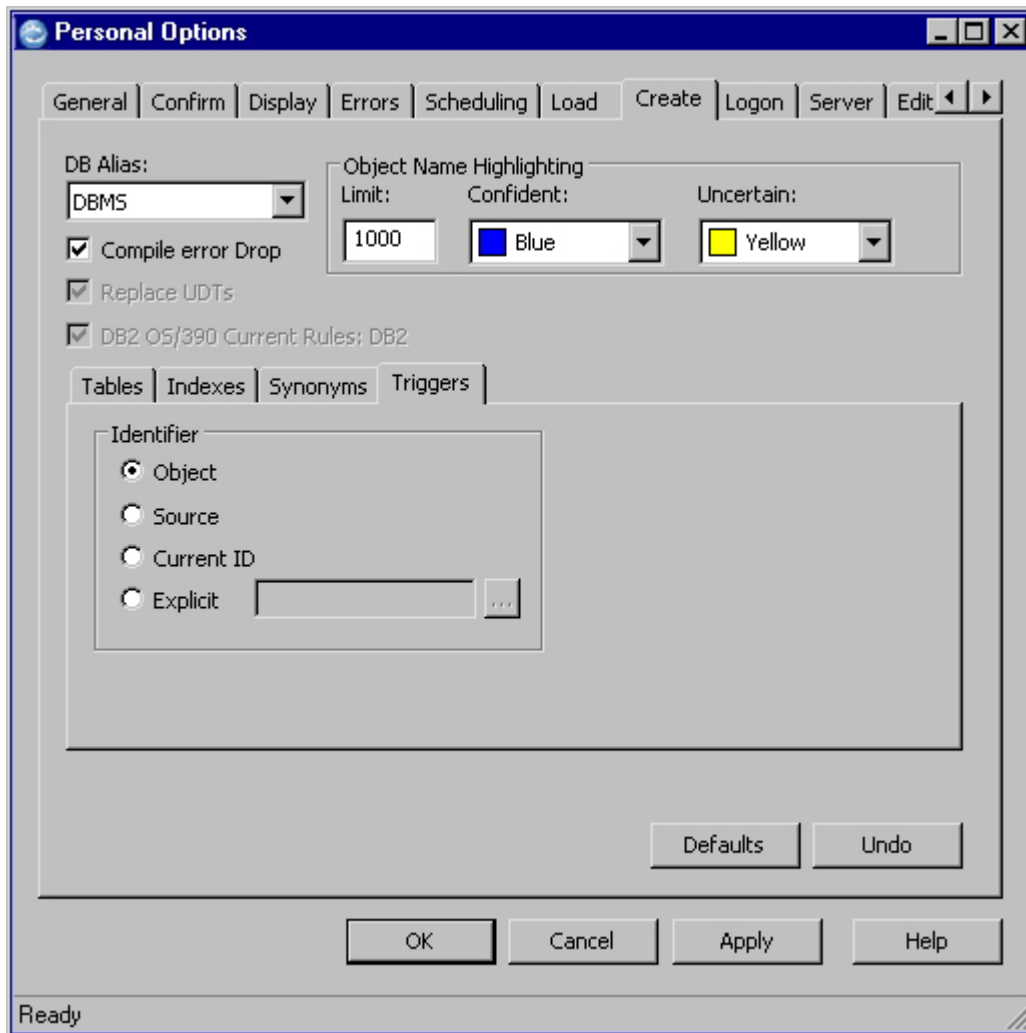 Personal Options
General Confirm Display Errors Scheduling Load Create Logon Server Edit
DB Alias:
DBMS
Object Name Highlighting
Limit: Confident: Uncertain:
1000 Blue Yellow
Compile error Drop
Replace UDTs
DB2 OS/390 Current Rules: DB2
Tables Indexes Synonyms Triggers
Identifier
Object
Source
Current ID
Explicit ...
Defaults Undo
OK Cancel Apply Help
Ready